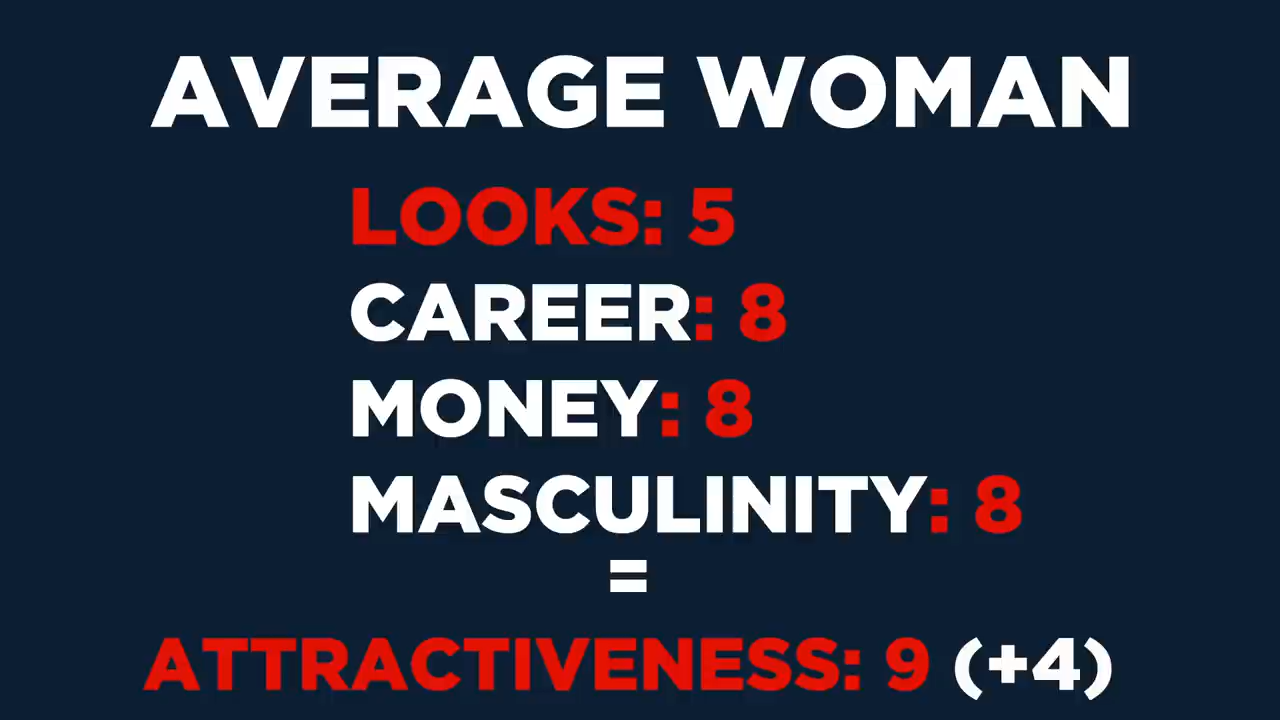 AVERAGE WOMAN
LOOKS: 5
CAREER: 8
MONEY: 8
MASCULINITY: 8
=
ATTRACTIVENESS: 9 (+4)